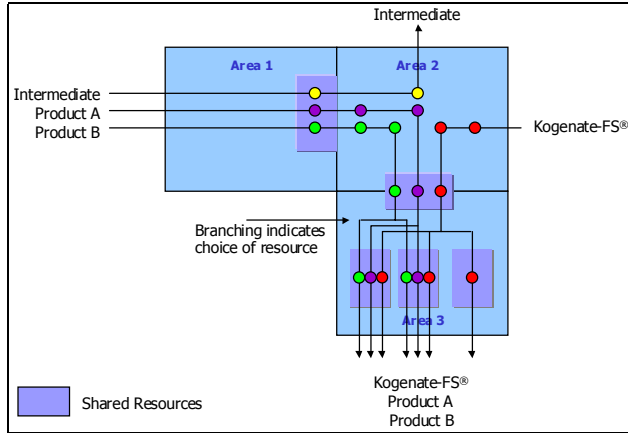 Intermediate
Area 1
Area 2
Intermediate
Product A
Product B
Kogenate-FS®
Branching indicates
choice of resource
Area 3
Kogenate-FS®
Product A
Product B
Shared Resources